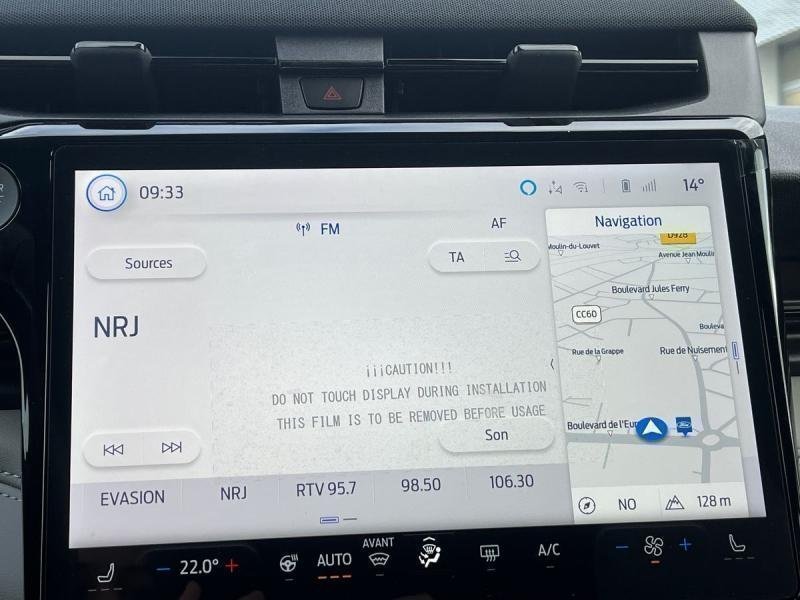 09:33
14°
FM
AF
Sources
TA
NRJ
¡¡¡CAUTION!!!
DO NOT TOUCH DISPLAY DURING INSTALLATION
THIS FILM IS TO BE REMOVED BEFORE USAGE
Son
EVASION NRJ RTV 95.7 98.50 106.30
Navigation
D928
Moulin-du-Louvet
Avenue Jean Mouli
Boulevard Jules Ferry
CC60
Bouleva
Rue de la Grappe
Rue de Nuisement
Boulevard de l'Eur
NO 128 m
22.0° AUTO AVANT A/C